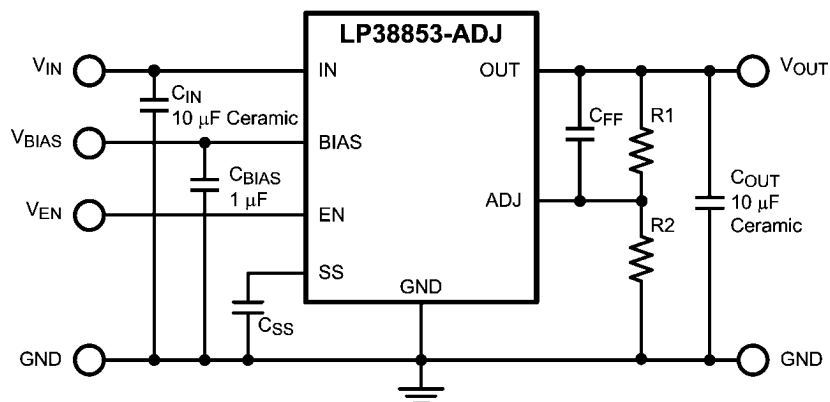 LP38853-ADJ
VIN
IN
OUT
VOUT
CIN
10 μF Ceramic
CFF
R1
VBIAS
BIAS
CBIAS
1 μF
COUT
10 μF
Ceramic
VEN
EN
ADJ
R2
SS
GND
CSS
GND
GND